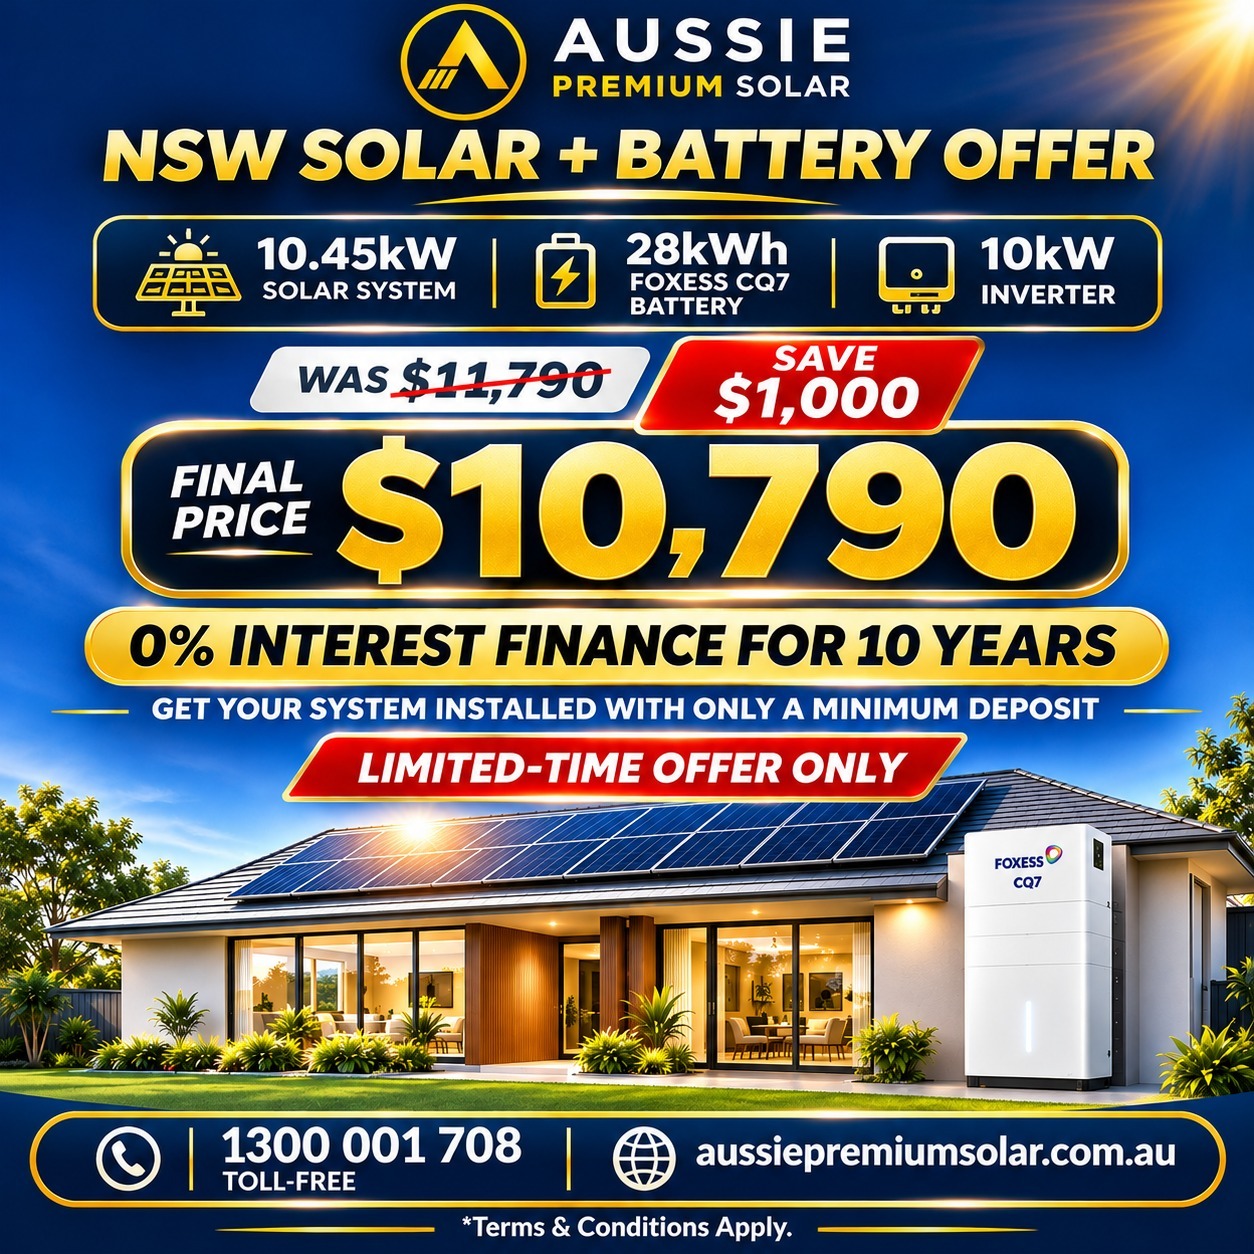 AUSSIE
PREMIUM SOLAR
NSW SOLAR + BATTERY OFFER
10.45kW
SOLAR SYSTEM
28kWh
FOXESS CQ7
BATTERY
10kW
INVERTER
WAS $11,790
SAVE
$1,000
FINAL
PRICE
$10,790
0% INTEREST FINANCE FOR 10 YEARS
GET YOUR SYSTEM INSTALLED WITH ONLY A MINIMUM DEPOSIT
LIMITED-TIME OFFER ONLY
FOXESS
CQ7
1300 001 708
TOLL-FREE
aussiepremiumsolar.com.au
*Terms & Conditions Apply.